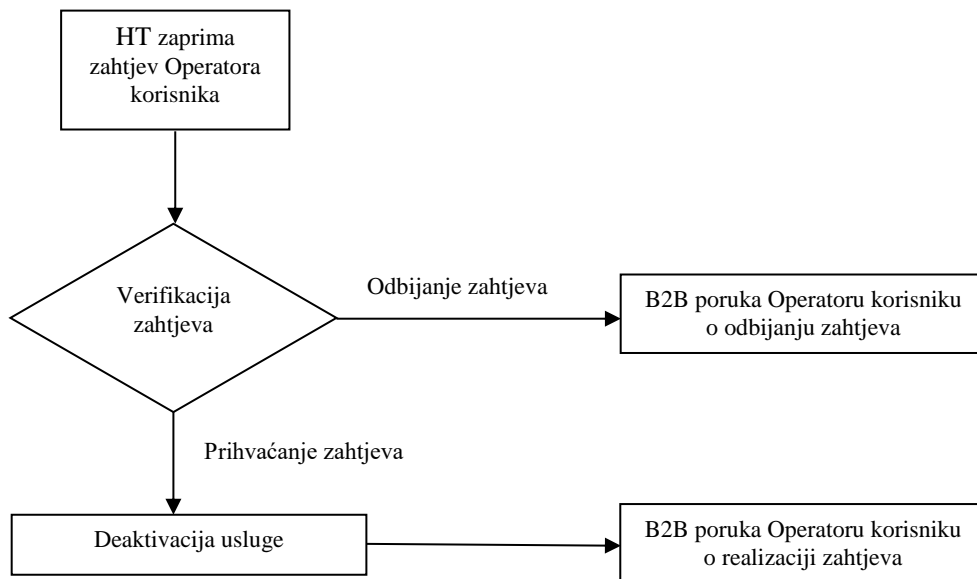 HT zaprima
zahtjev Operatora
korisnika
Verifikacija
zahtjeva
Odbijanje zahtjeva
B2B poruka Operatoru korisniku
o odbijanju zahtjeva
Prihvaćanje zahtjeva
Deaktivacija usluge
B2B poruka Operatoru korisniku
o realizaciji zahtjeva